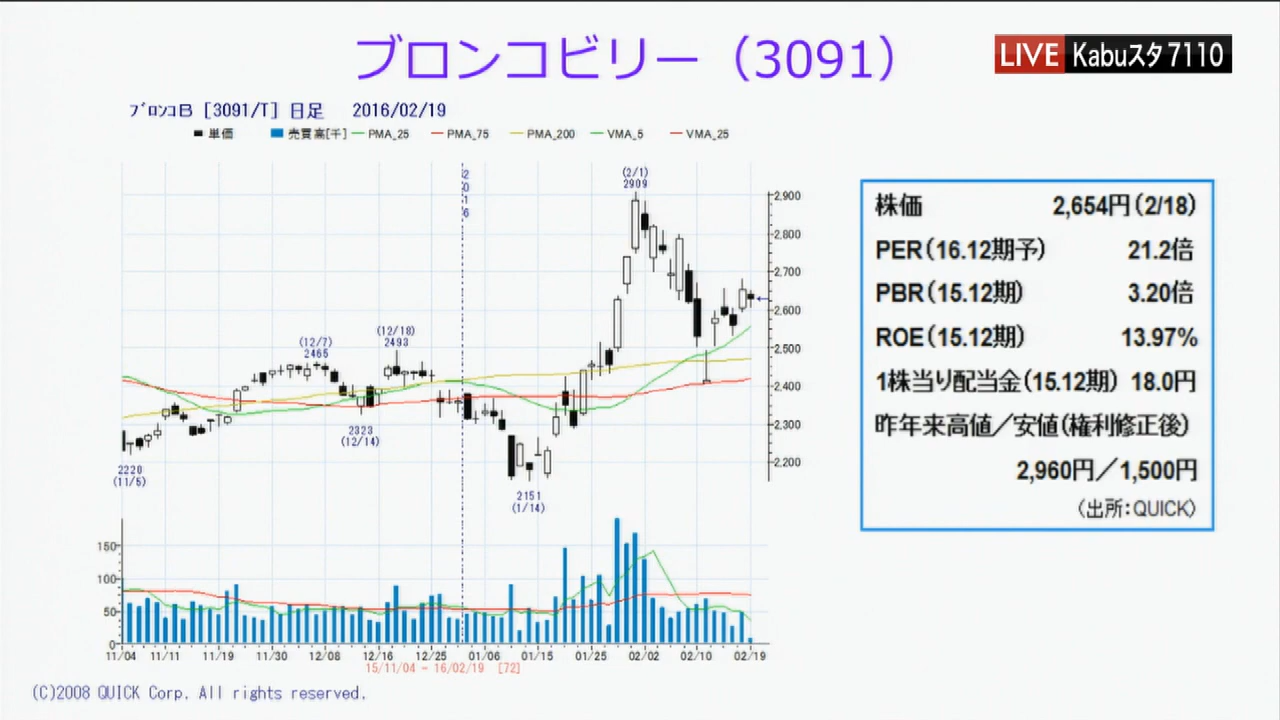 ブロンコビリー（3091）
LIVE Kabuスタ7110
ﾌﾞﾛﾝｺB [3091/T] 日足 2016/02/19
単価 売買高[千] PMA_25 PMA_75 PMA_200 VMA_5 VMA_25
2016
(2/1)
2909
(12/7)
2465
(12/18)
2493
2323
(12/14)
2220
(11/5)
2151
(1/14)
2,900
2,800
2,700
2,600
2,500
2,400
2,300
2,200
150
100
50
0
11/04 11/11 11/19 11/30 12/08 12/16 12/25 01/06 01/15 01/25 02/02 02/10 02/19
15/11/04 - 16/02/19 [72]
株価 2,654円（2/18）
PER（16.12期予） 21.2倍
PBR（15.12期） 3.20倍
ROE（15.12期） 13.97%
1株当り配当金（15.12期） 18.0円
昨年来高値／安値（権利修正後）
2,960円／1,500円
（出所：QUICK）
(C)2008 QUICK Corp. All rights reserved.